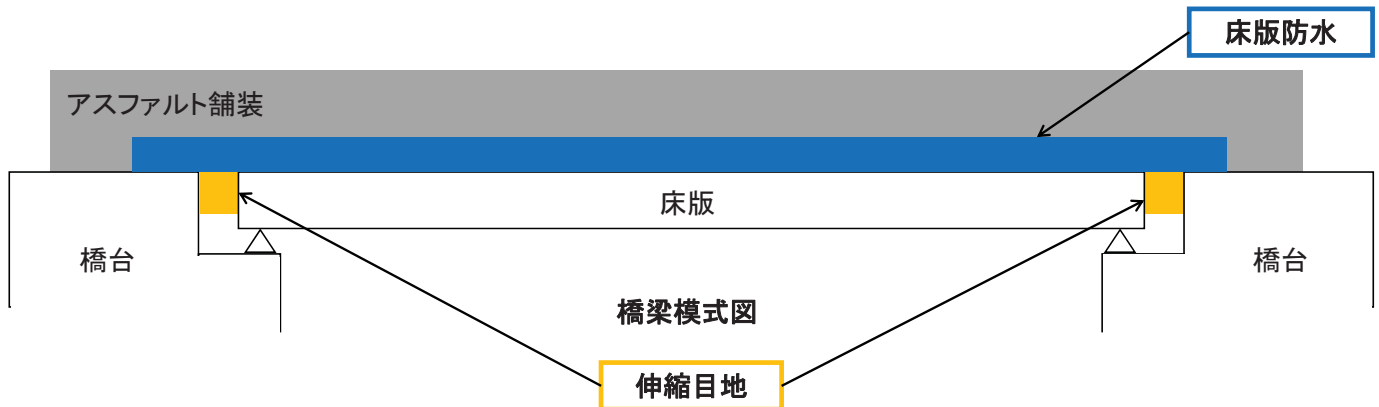 床版防水
アスファルト舗装
床版
橋台
橋台
橋梁模式図
伸縮目地